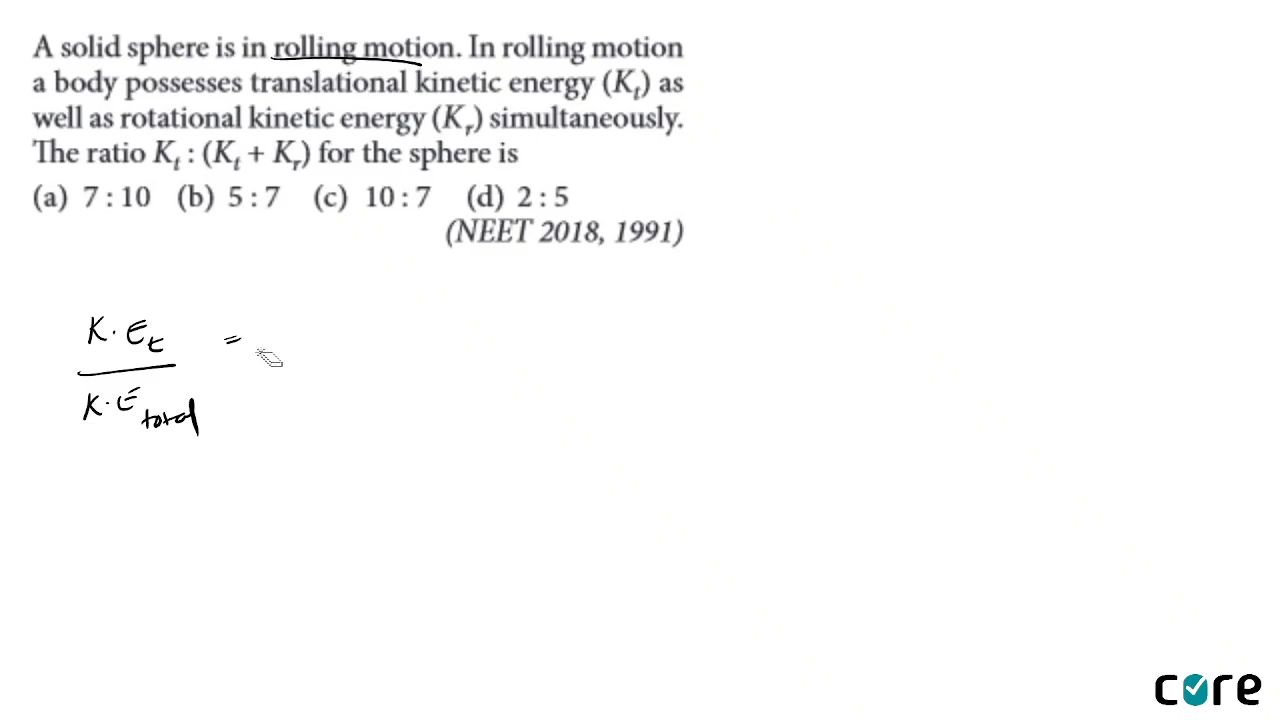 A solid sphere is in rolling motion. In rolling motion
a body possesses translational kinetic energy (Kt) as
well as rotational kinetic energy (Kr) simultaneously.
The ratio Kt : (Kt + Kr) for the sphere is
(a) 7 : 10 (b) 5 : 7 (c) 10 : 7 (d) 2 : 5
(NEET 2018, 1991)
K·Et =
K·Etotal
core